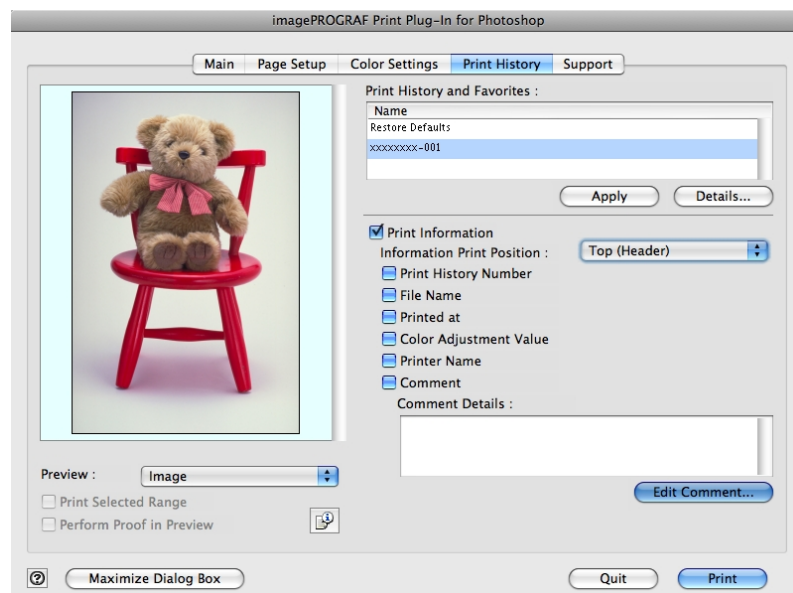 imagePROGRAF Print Plug-In for Photoshop
Main Page Setup Color Settings Print History Support
Print History and Favorites :
Name
Restore Defaults
xxxxxxxx-001
Apply Details...
Print Information
Information Print Position : Top (Header)
Print History Number
File Name
Printed at
Color Adjustment Value
Printer Name
Comment
Comment Details :
Edit Comment...
Preview : Image
Print Selected Range
Perform Proof in Preview
? Maximize Dialog Box Quit Print